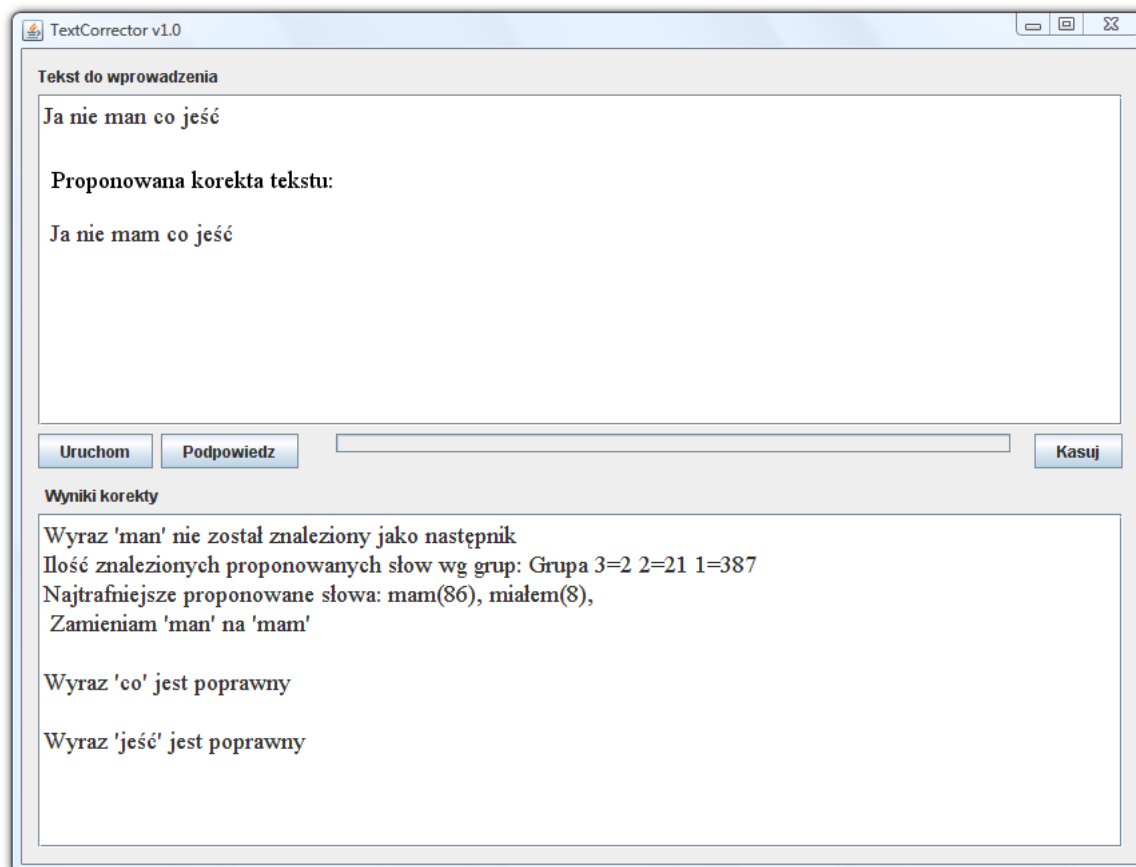 TextCorrector v1.0
Tekst do wprowadzenia
Ja nie man co jeść
Proponowana korekta tekstu:
Ja nie mam co jeść
Uruchom Podpowiedz Kasuj
Wyniki korekty
Wyraz 'man' nie został znaleziony jako następnik
Ilość znalezionych proponowanych słow wg grup: Grupa 3=2 2=21 1=387
Najtrafniejsze proponowane słowa: mam(86), miałem(8),
Zamieniam 'man' na 'mam'
Wyraz 'co' jest poprawny
Wyraz 'jeść' jest poprawny